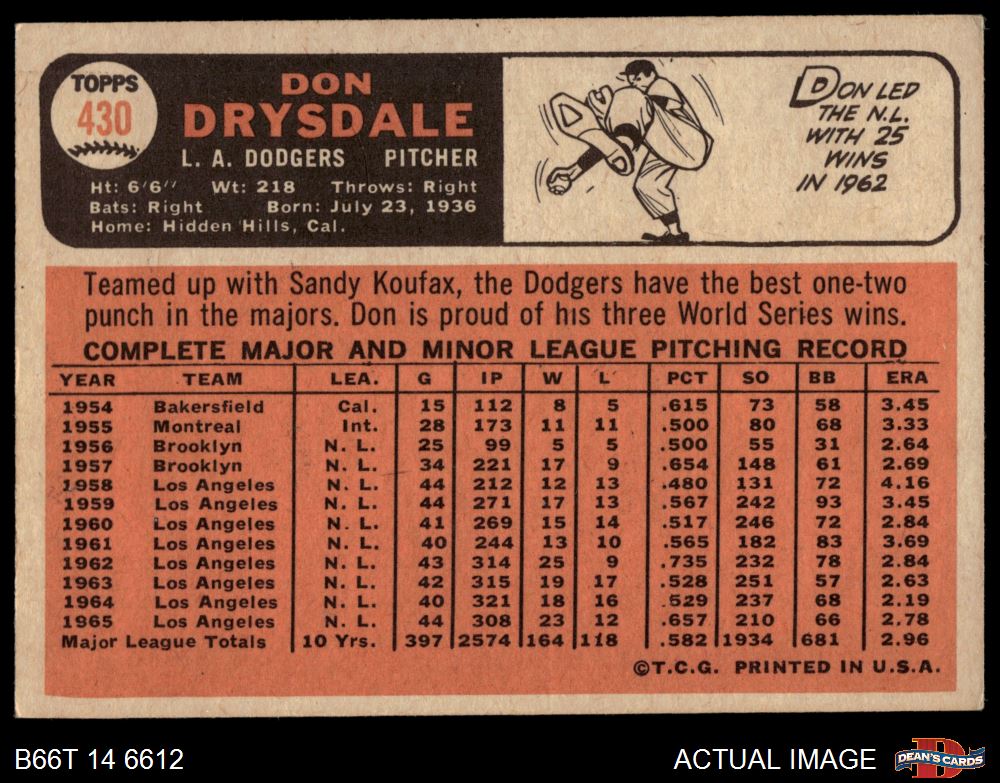 TOPPS
430
DON
DRYSDALE
L. A. DODGERS PITCHER
Ht: 6'6" Wt: 218 Throws: Right
Bats: Right Born: July 23, 1936
Home: Hidden Hills, Cal.
DON LED
THE N.L.
WITH 25
WINS
IN 1962
Teamed up with Sandy Koufax, the Dodgers have the best one-two
punch in the majors. Don is proud of his three World Series wins.
COMPLETE MAJOR AND MINOR LEAGUE PITCHING RECORD
YEAR TEAM LEA. G IP W L PCT SO BB ERA
1954 Bakersfield Cal. 15 112 8 5 .615 73 58 3.45
1955 Montreal Int. 28 173 11 11 .500 80 68 3.33
1956 Brooklyn N. L. 25 99 5 5 .500 55 31 2.64
1957 Brooklyn N. L. 34 221 17 9 .654 148 61 2.69
1958 Los Angeles N. L. 44 212 12 13 .480 131 72 4.16
1959 Los Angeles N. L. 44 271 17 13 .567 242 93 3.45
1960 Los Angeles N. L. 41 269 15 14 .517 246 72 2.84
1961 Los Angeles N. L. 40 244 13 10 .565 182 83 3.69
1962 Los Angeles N. L. 43 314 25 9 .735 232 78 2.84
1963 Los Angeles N. L. 42 315 19 17 .528 251 57 2.63
1964 Los Angeles N. L. 40 321 18 16 .529 237 68 2.19
1965 Los Angeles N. L. 44 308 23 12 .657 210 66 2.78
Major League Totals 10 Yrs. 397 2574 164 118 .582 1934 681 2.96
©T.C.G. PRINTED IN U.S.A.
B66T 14 6612
ACTUAL IMAGE
D
DEAN'S CARDS